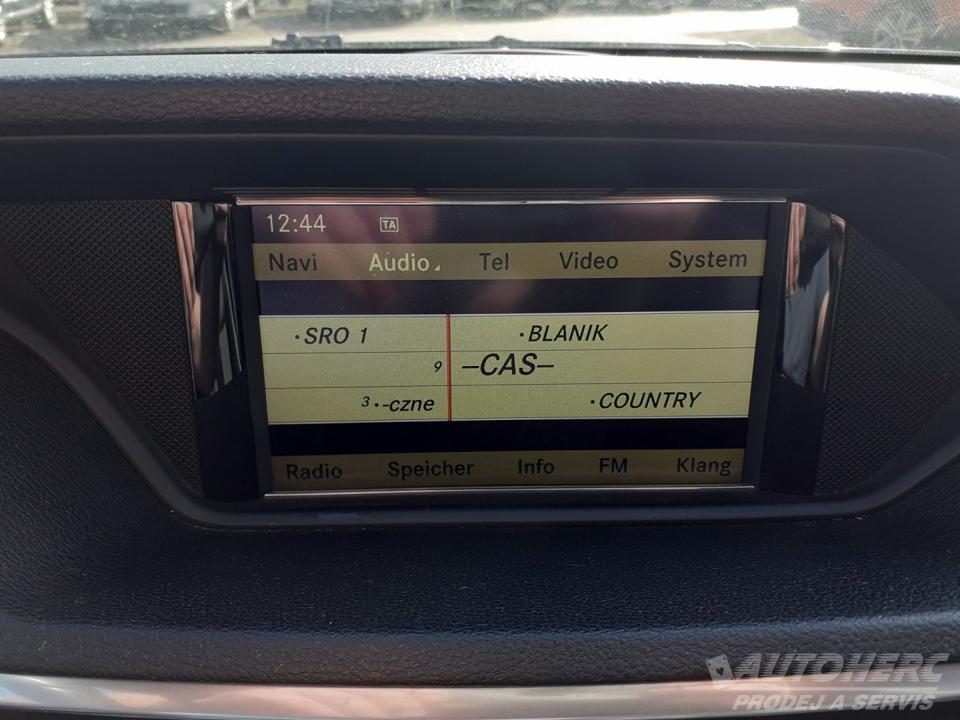 12:44 TA
Navi Audio Tel Video System
·SRO 1 ·BLANIK
9 –CAS–
3 ·-czne ·COUNTRY
Radio Speicher Info FM Klang
AUTOHERC
PRODEJ A SERVIS